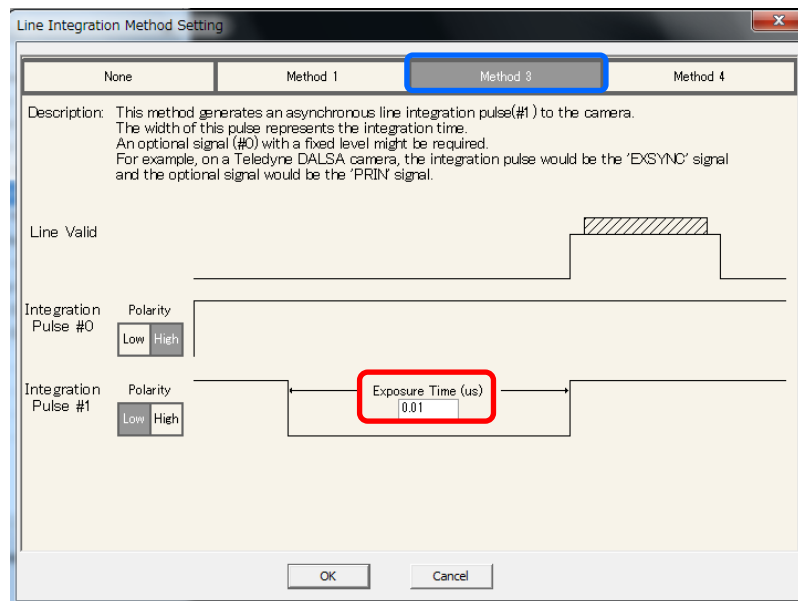 Line Integration Method Setting
None
Method 1
Method 3
Method 4
Description: This method generates an asynchronous line integration pulse(#1) to the camera.
The width of this pulse represents the integration time.
An optional signal (#0) with a fixed level might be required.
For example, on a Teledyne DALSA camera, the integration pulse would be the 'EXSYNC' signal
and the optional signal would be the 'PRIN' signal.
Line Valid
Integration
Pulse #0
Polarity
Low High
Integration
Pulse #1
Polarity
Low High
Exposure Time (us)
0.01
OK
Cancel